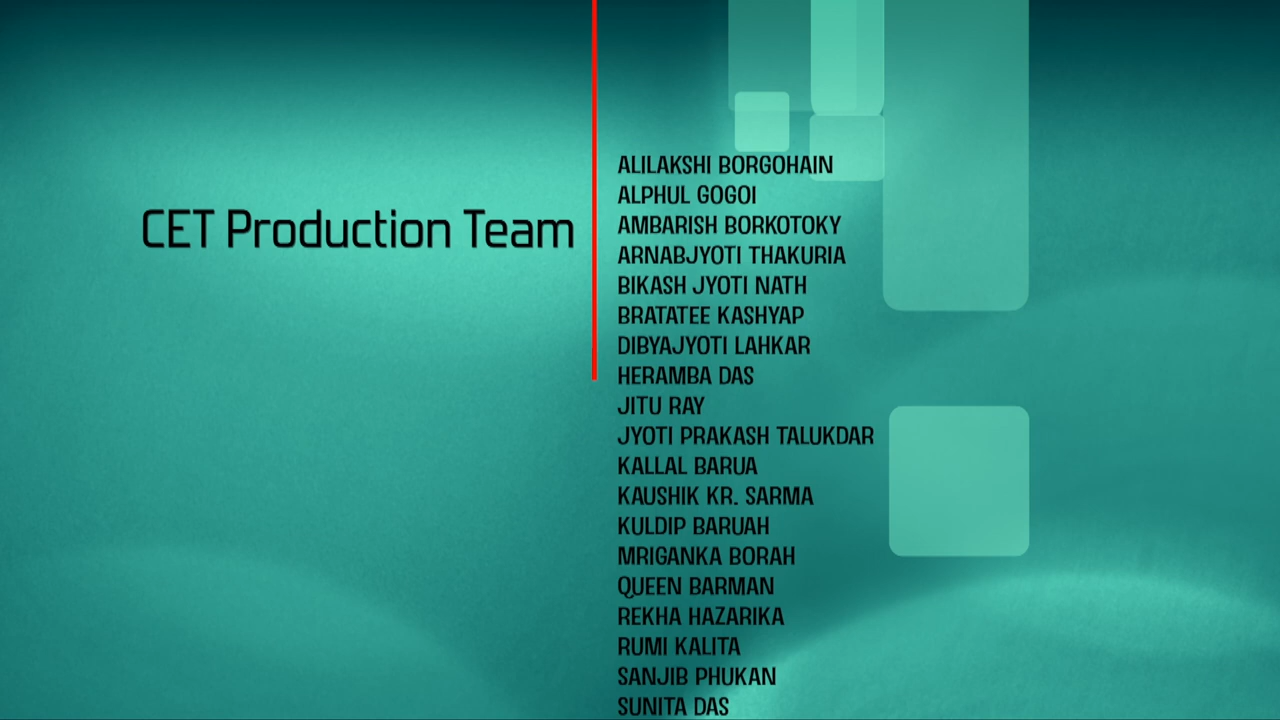 CET Production Team
ALILAKSHI BORGOHAIN
ALPHUL GOGOI
AMBARISH BORKOTOKY
ARNABJYOTI THAKURIA
BIKASH JYOTI NATH
BRATATEE KASHYAP
DIBYAJYOTI LAHKAR
HERAMBA DAS
JITU RAY
JYOTI PRAKASH TALUKDAR
KALLAL BARUA
KAUSHIK KR. SARMA
KULDIP BARUAH
MRIGANKA BORAH
QUEEN BARMAN
REKHA HAZARIKA
RUMI KALITA
SANJIB PHUKAN
SUNITA DAS